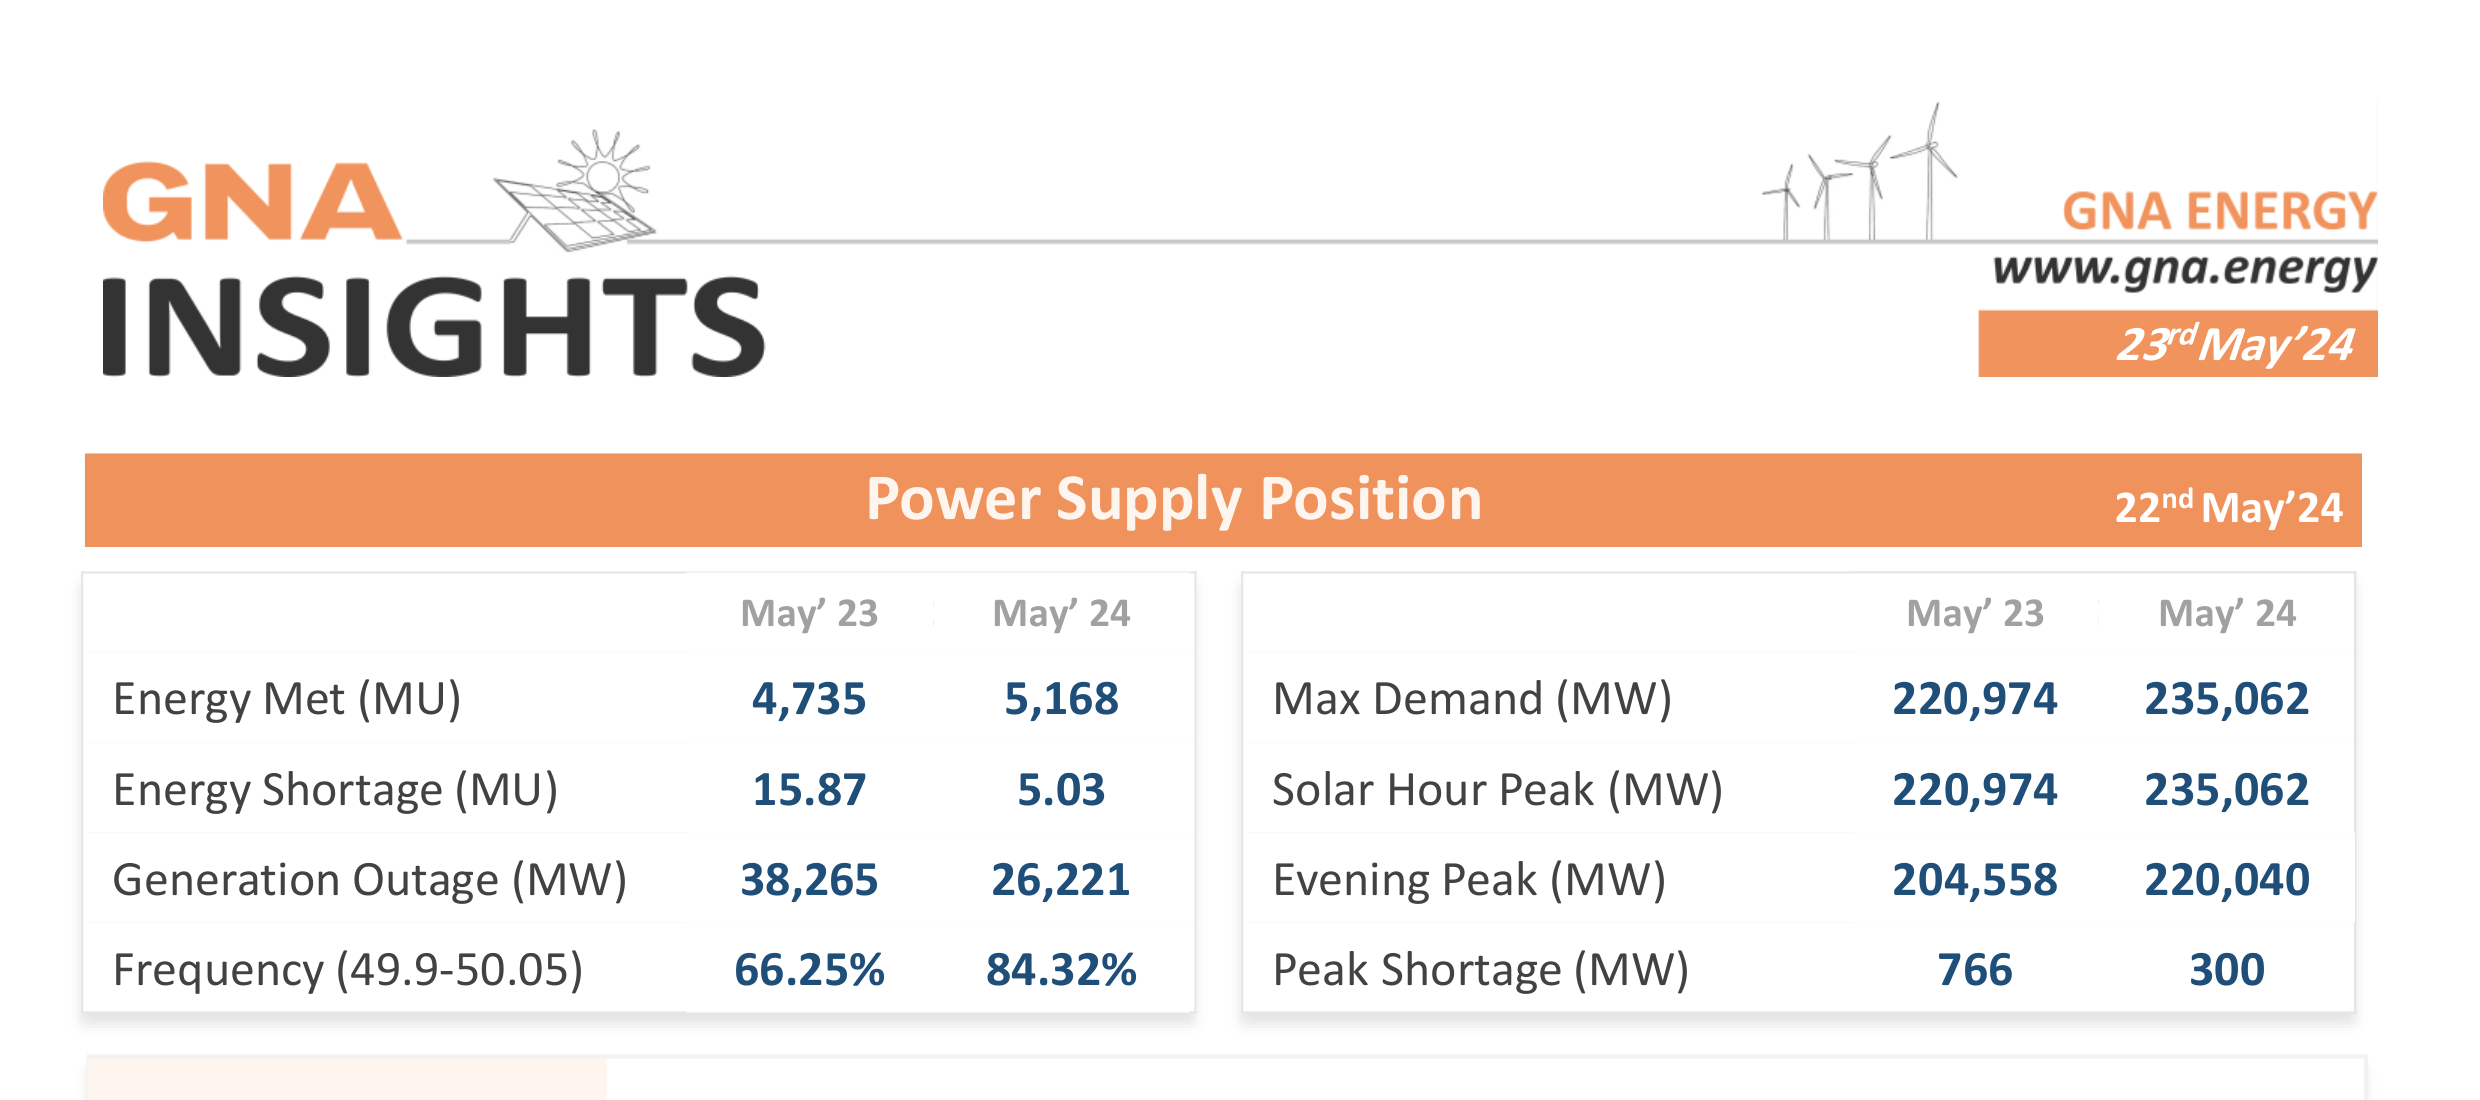 GNA
INSIGHTS
GNA ENERGY
www.gna.energy
23rd May’24
Power Supply Position
22nd May’24
May’ 23 May’ 24
Energy Met (MU) 4,735 5,168
Energy Shortage (MU) 15.87 5.03
Generation Outage (MW) 38,265 26,221
Frequency (49.9-50.05) 66.25% 84.32%
May’ 23 May’ 24
Max Demand (MW) 220,974 235,062
Solar Hour Peak (MW) 220,974 235,062
Evening Peak (MW) 204,558 220,040
Peak Shortage (MW) 766 300